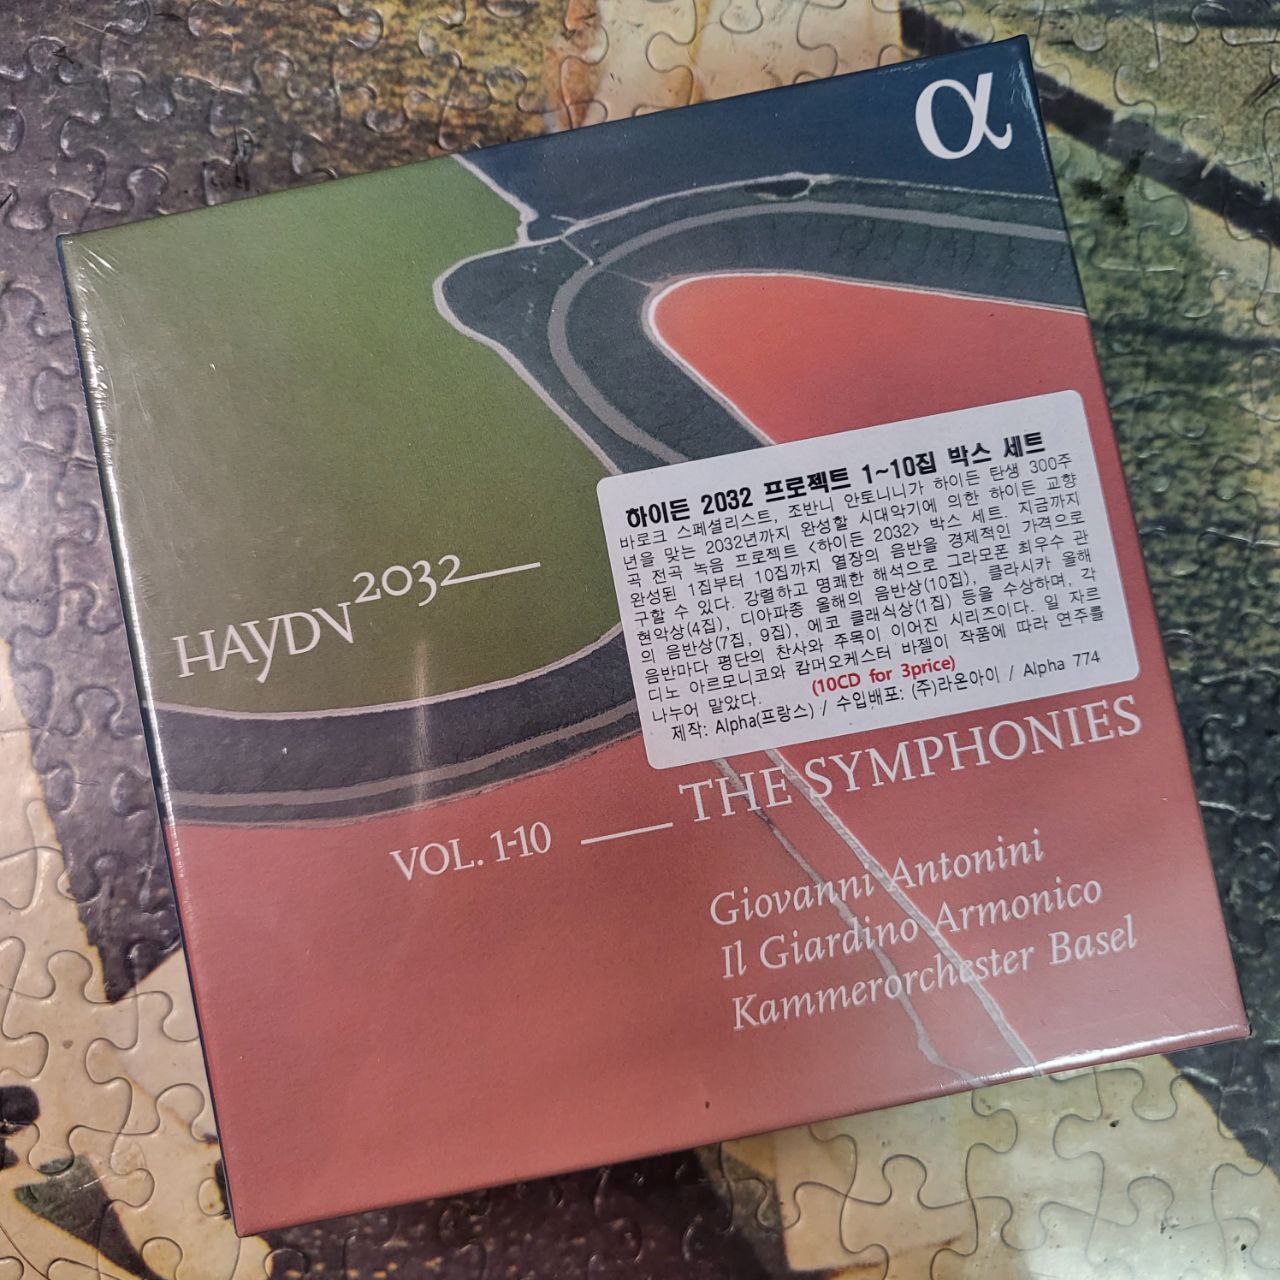 α
HAYDN 2032
하이든 2032 프로젝트 1~10집 박스 세트
바로크 스페셜리스트, 조반니 안토니니가 하이든 탄생 300주
년을 맞는 2032년까지 완성할 시대악기에 의한 하이든 교향
곡 전곡 녹음 프로젝트 <하이든 2032> 박스 세트. 지금까지
완성된 1집부터 10집까지 열장의 음반을 경제적인 가격으로
구할 수 있다. 강렬하고 명쾌한 해석으로 그라모폰 최우수 관
현악상(4집), 디아파종 올해의 음반상(10집), 클라시카 올해
의 음반상(7집, 9집), 에코 클래식상(1집) 등을 수상하며, 각
음반마다 평단의 찬사와 주목이 이어진 시리즈이다. 일 자르
디노 아르모니코와 캄머오케스터 바젤이 작품에 따라 연주를
나누어 맡았다. (10CD for 3price)
제작: Alpha(프랑스) / 수입배포: (주)라온아이 / Alpha 774
VOL. 1-10 THE SYMPHONIES
Giovanni Antonini
Il Giardino Armonico
Kammerorchester Basel